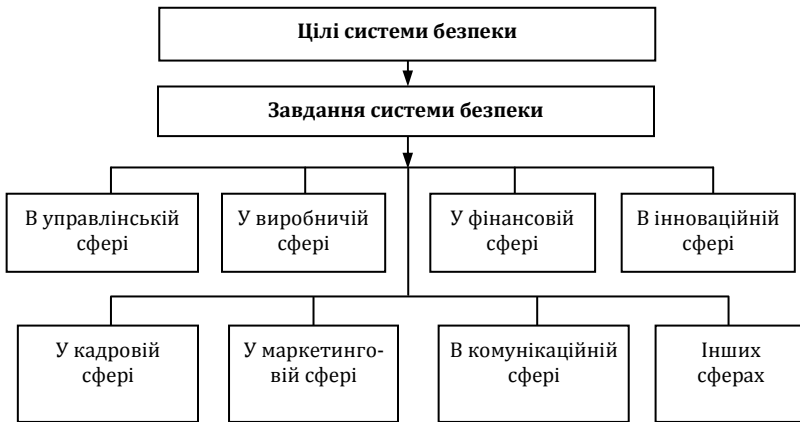 Цілі системи безпеки
Завдання системи безпеки
В управлінській
сфері
У виробничій
сфері
У фінансовій
сфері
В інноваційній
сфері
У кадровій
сфері
У маркетинго-
вій сфері
В комунікаційній
сфері
Інших
сферах